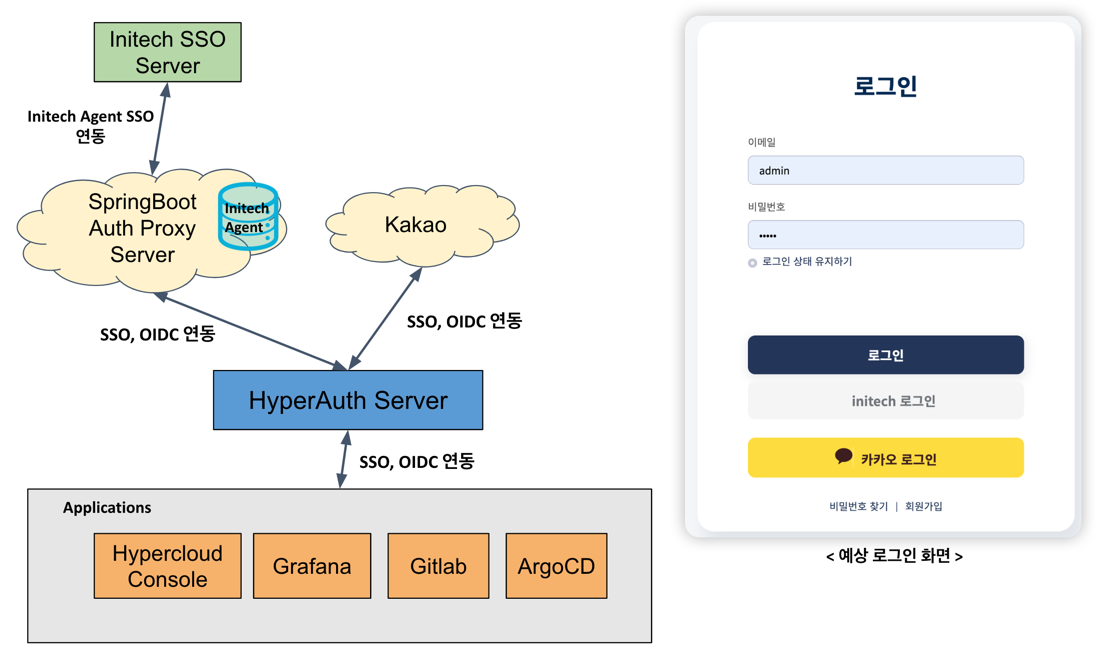 Initech SSO
Server
Initech Agent SSO
연동
SpringBoot
Auth Proxy
Server
Initech
Agent
Kakao
SSO, OIDC 연동
SSO, OIDC 연동
HyperAuth Server
SSO, OIDC 연동
Applications
Hypercloud
Console
Grafana
Gitlab
ArgoCD
로그인
이메일
admin
비밀번호
•••••
로그인 상태 유지하기
로그인
initech 로그인
카카오 로그인
비밀번호 찾기 | 회원가입
< 예상 로그인 화면 >